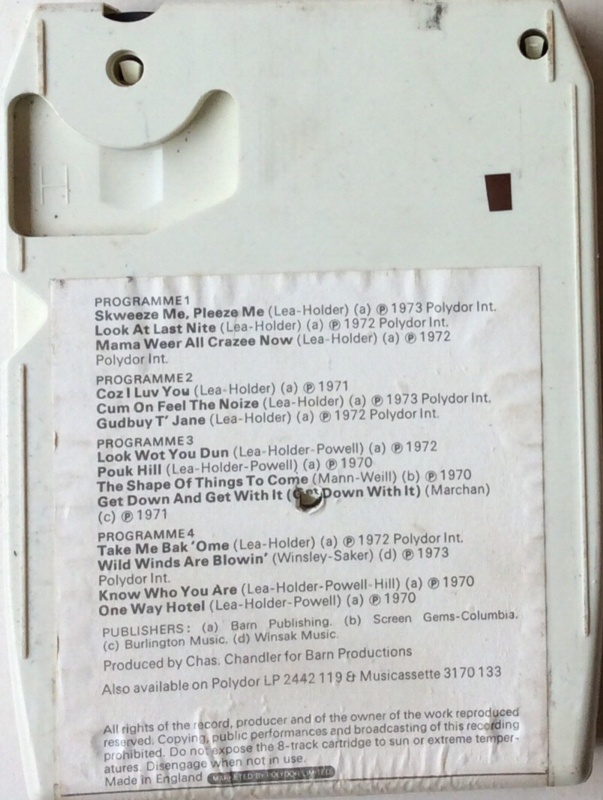 H
PROGRAMME 1
Skweeze Me, Pleeze Me (Lea-Holder) (a) ℗ 1973 Polydor Int.
Look At Last Nite (Lea-Holder) (a) ℗ 1972 Polydor Int.
Mama Weer All Crazee Now (Lea-Holder) (a) ℗ 1972
Polydor Int.
PROGRAMME 2
Coz I Luv You (Lea-Holder) (a) ℗ 1971
Cum On Feel The Noize (Lea-Holder) (a) ℗ 1973 Polydor Int.
Gudbuy T' Jane (Lea-Holder) (a) ℗ 1972 Polydor Int.
PROGRAMME 3
Look Wot You Dun (Lea-Holder-Powell) (a) ℗ 1972
Pouk Hill (Lea-Holder-Powell) (a) ℗ 1970
The Shape Of Things To Come (Mann-Weill) (b) ℗ 1970
Get Down And Get With It (Get Down With It) (Marchan)
(c) ℗ 1971
PROGRAMME 4
Take Me Bak 'Ome (Lea-Holder) (a) ℗ 1972 Polydor Int.
Wild Winds Are Blowin' (Winsley-Saker) (d) ℗ 1973
Polydor Int.
Know Who You Are (Lea-Holder-Powell-Hill) (a) ℗ 1970
One Way Hotel (Lea-Holder-Powell) (a) ℗ 1970
PUBLISHERS: (a) Barn Publishing. (b) Screen Gems-Columbia.
(c) Burlington Music. (d) Winsak Music.
Produced by Chas. Chandler for Barn Productions
Also available on Polydor LP 2442 119 & Musicassette 3170 133
All rights of the record, producer and of the owner of the work reproduced
reserved. Copying, public performances and broadcasting of this recording
prohibited. Do not expose the 8-track cartridge to sun or extreme temper-
atures. Disengage when not in use.
Made in England MARKETED BY POLYDOR LIMITED